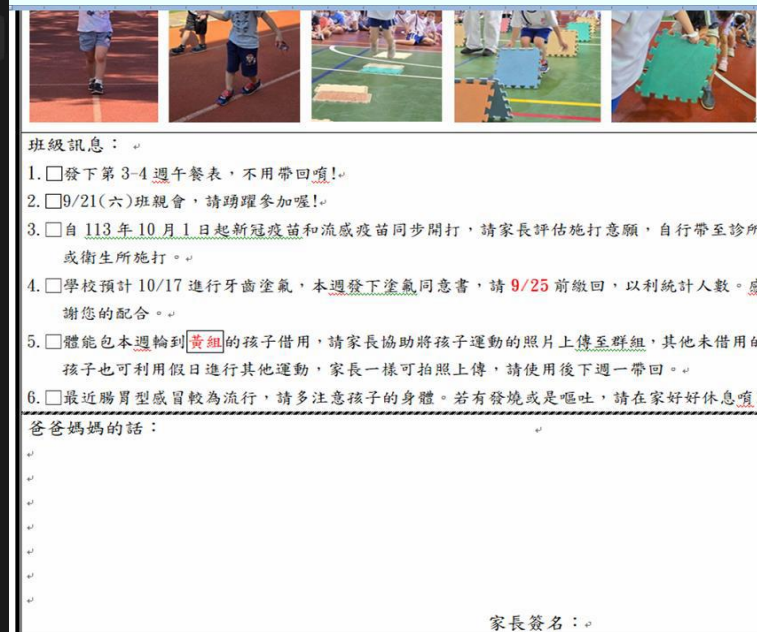 班級訊息：
1.□發下第 3-4 週午餐表，不用帶回唷!
2.□9/21(六)班親會，請踴躍參加喔!
3.□自 113 年 10 月 1 日起新冠疫苗和流感疫苗同步開打，請家長評估施打意願，自行帶至診所
或衛生所施打。
4.□學校預計 10/17 進行牙齒塗氟，本週發下塗氟同意書，請 9/25 前繳回，以利統計人數。感
謝您的配合。
5.□體能包本週輪到黃組的孩子借用，請家長協助將孩子運動的照片上傳至群組，其他未借用的
孩子也可利用假日進行其他運動，家長一樣可拍照上傳，請使用後下週一帶回。
6.□最近腸胃型感冒較為流行，請多注意孩子的身體。若有發燒或是嘔吐，請在家好好休息唷
爸爸媽媽的話：
家長簽名：